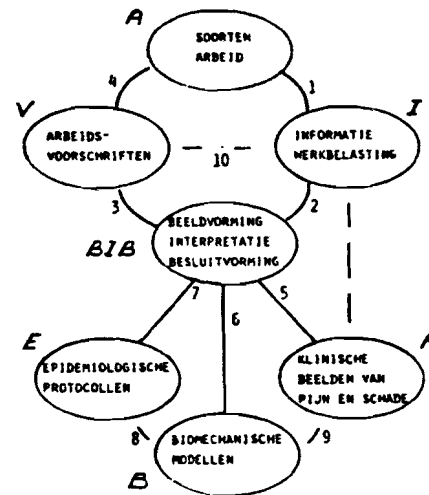 A
SOORTEN
ARBEID
4
1
V
I
ARBEIDS-
VOORSCHRIFTEN
10
INFORMATIE
WERKBELASTING
3
2
BIB
BEELDVORMING
INTERPRETATIE
BESLUITVORMING
7
6
5
E
EPIDEMIOLOGISCHE
PROTOCOLLEN
KLINISCHE
BEELDEN VAN
PIJN EN SCHADE
8
9
BIOMECHANISCHE
MODELLEN
B